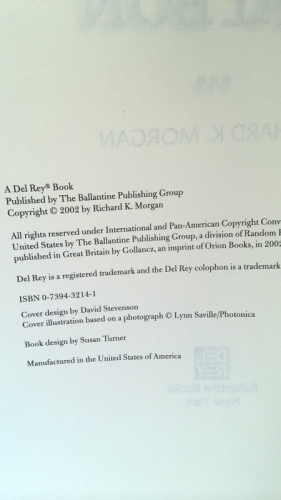 A Del Rey® Book
Published by The Ballantine Publishing Group
Copyright © 2002 by Richard K. Morgan
All rights reserved under International and Pan-American Copyright Conv
United States by The Ballantine Publishing Group, a division of Random
published in Great Britain by Gollancz, an imprint of Orion Books, in 2002
Del Rey is a registered trademark and the Del Rey colophon is a trademark
ISBN 0-7394-3214-1
Cover design by David Stevenson
Cover illustration based on a photograph © Lynn Saville/Photonica
Book design by Susan Turner
Manufactured in the United States of America